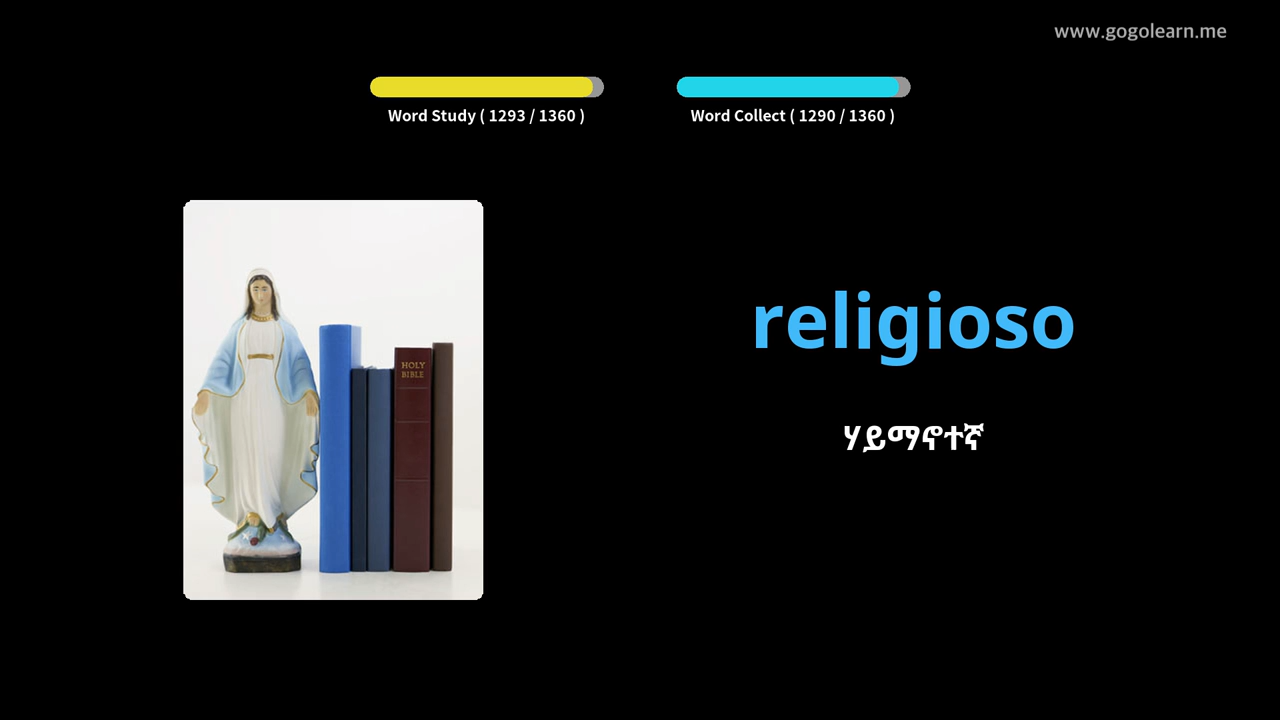 www.gogolearn.me
Word Study ( 1293 / 1360 )
Word Collect ( 1290 / 1360 )
HOLY
BIBLE
religioso
ሃይማኖተኛ